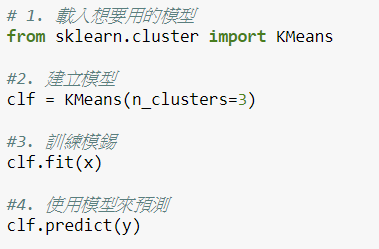 # 1. 載入想要用的模型
from sklearn.cluster import KMeans
#2. 建立模型
clf = KMeans(n_clusters=3)
#3. 訓練模錫
clf.fit(x)
#4. 使用模型來預測
clf.predict(y)